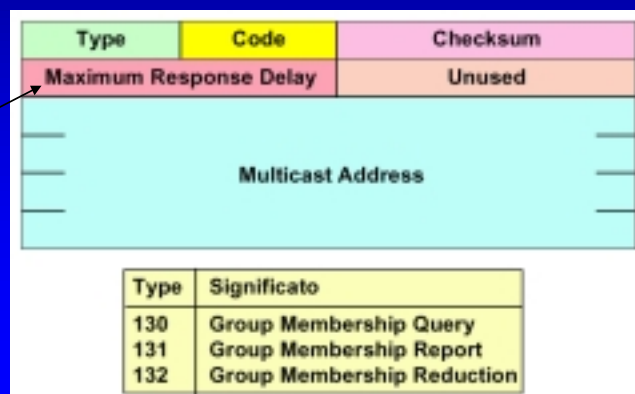 Type Code Checksum
Maximum Response Delay Unused
Multicast Address
Type Significato
130 Group Membership Query
131 Group Membership Report
132 Group Membership Reduction